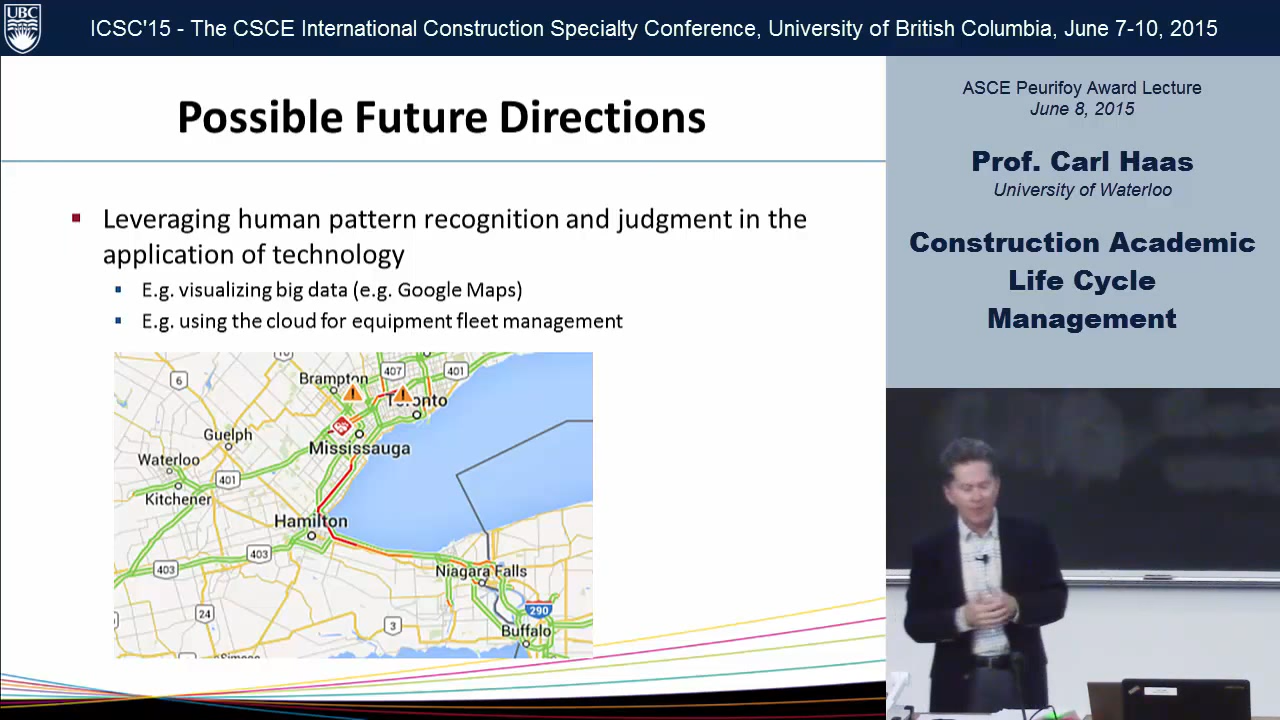 UBC
ICSC'15 - The CSCE International Construction Specialty Conference, University of British Columbia, June 7-10, 2015
Possible Future Directions
Leveraging human pattern recognition and judgment in the
application of technology
E.g. visualizing big data (e.g. Google Maps)
E.g. using the cloud for equipment fleet management
6
Brampton
407
401
Toronto
Guelph
Mississauga
Waterloo
401
Kitchener
Hamilton
403
403
Niagara Falls
24
290
3
Buffalo
ASCE Peurifoy Award Lecture
June 8, 2015
Prof. Carl Haas
University of Waterloo
Construction Academic
Life Cycle
Management